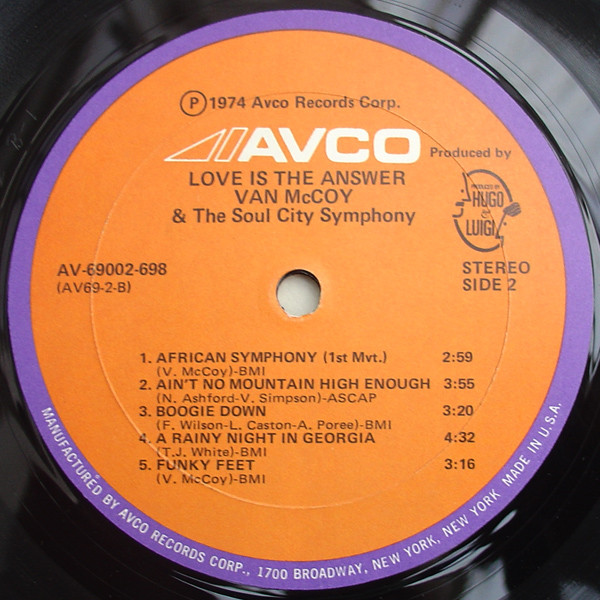 Ⓟ1974 Avco Records Corp.
AVCO
Produced by
PRODUCED BY
HUGO
&
LUIGI
LOVE IS THE ANSWER
VAN McCOY
& The Soul City Symphony
AV-69002-698
(AV69-2-B)
STEREO
SIDE 2
1. AFRICAN SYMPHONY (1st Mvt.) 2:59
(V. McCoy)-BMI
2. AIN'T NO MOUNTAIN HIGH ENOUGH 3:55
(N. Ashford-V. Simpson)-ASCAP
3. BOOGIE DOWN 3:20
(F. Wilson-L. Caston-A. Poree)-BMI
4. A RAINY NIGHT IN GEORGIA 4:32
(T.J. White)-BMI
5. FUNKY FEET 3:16
(V. McCoy)-BMI
MANUFACTURED BY AVCO RECORDS CORP., 1700 BROADWAY, NEW YORK, NEW YORK MADE IN U.S.A.